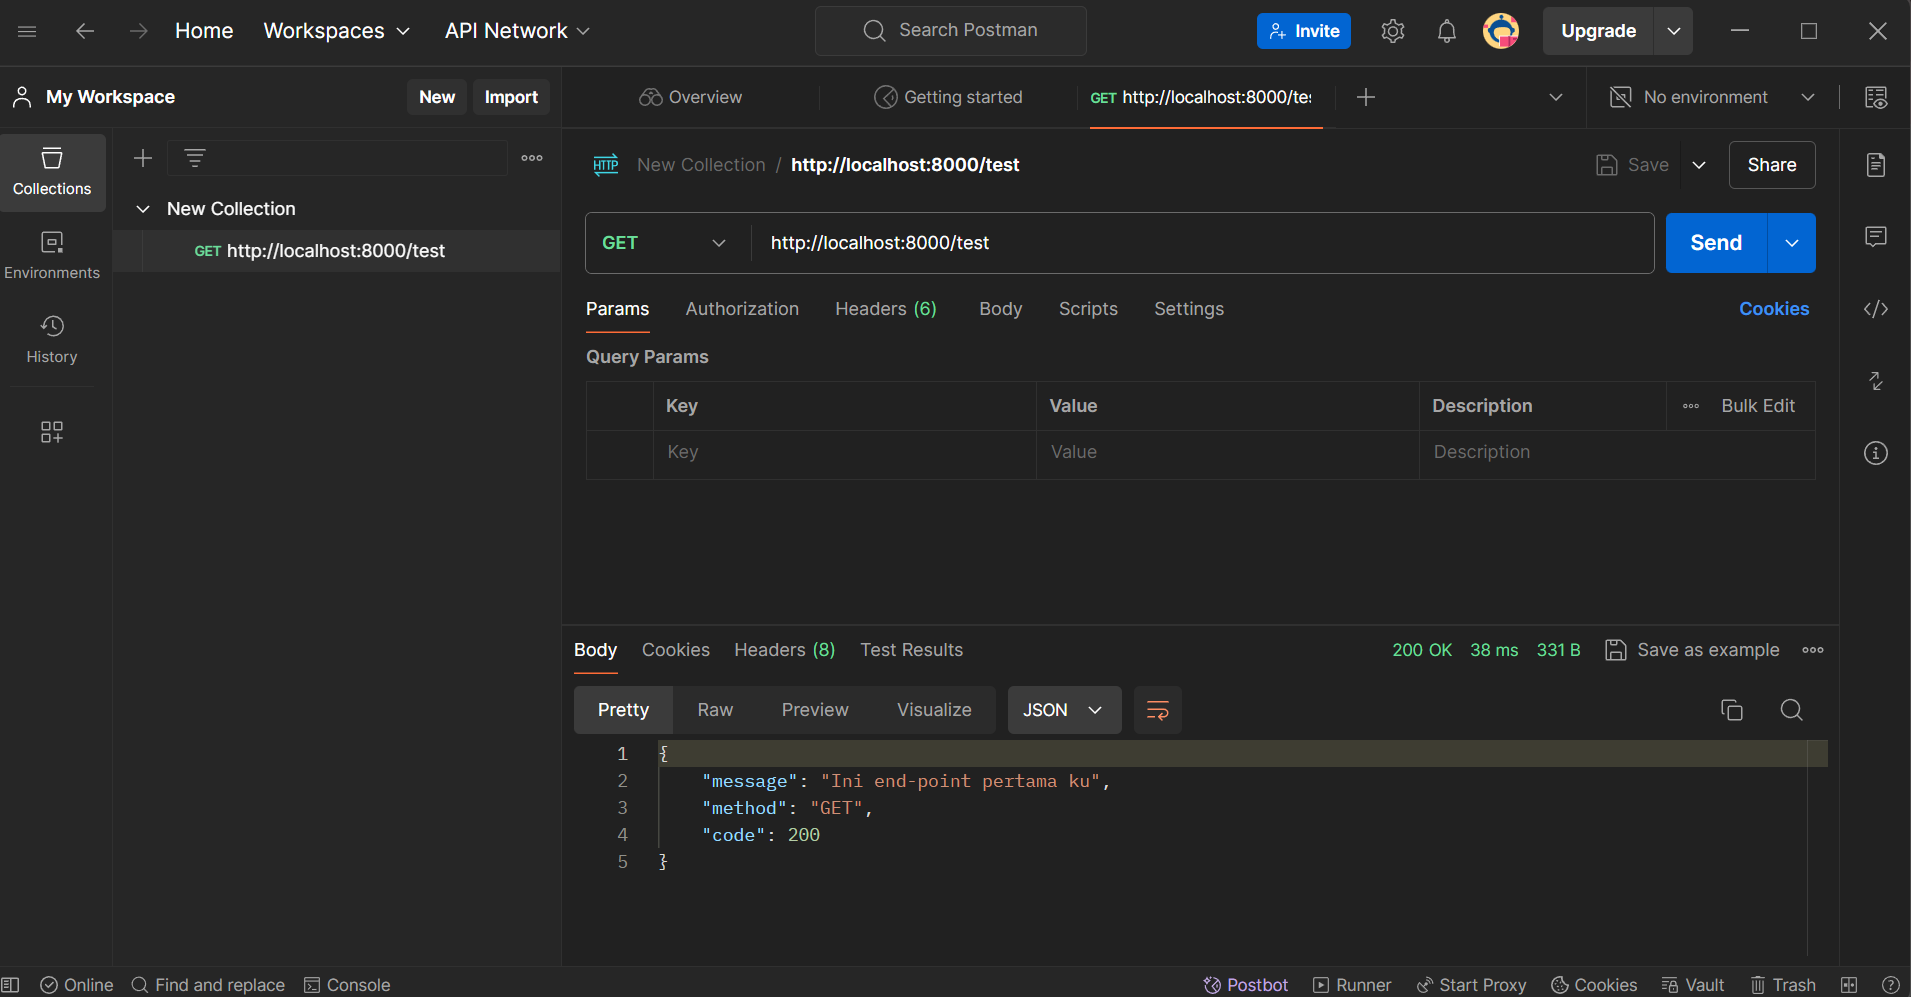 Home Workspaces API Network Search Postman Invite Upgrade
My Workspace New Import Overview Getting started GET http://localhost:8000/tes No environment
Collections
Environments
History
New Collection
GET http://localhost:8000/test
HTTP New Collection / http://localhost:8000/test Save Share
GET http://localhost:8000/test Send
Params Authorization Headers (6) Body Scripts Settings Cookies
Query Params
Key Value Description Bulk Edit
Key Value Description
Body Cookies Headers (8) Test Results 200 OK 38 ms 331 B Save as example
Pretty Raw Preview Visualize JSON
1 {
2 "message": "Ini end-point pertama ku",
3 "method": "GET",
4 "code": 200
5 }
Online Find and replace Console Postbot Runner Start Proxy Cookies Vault Trash